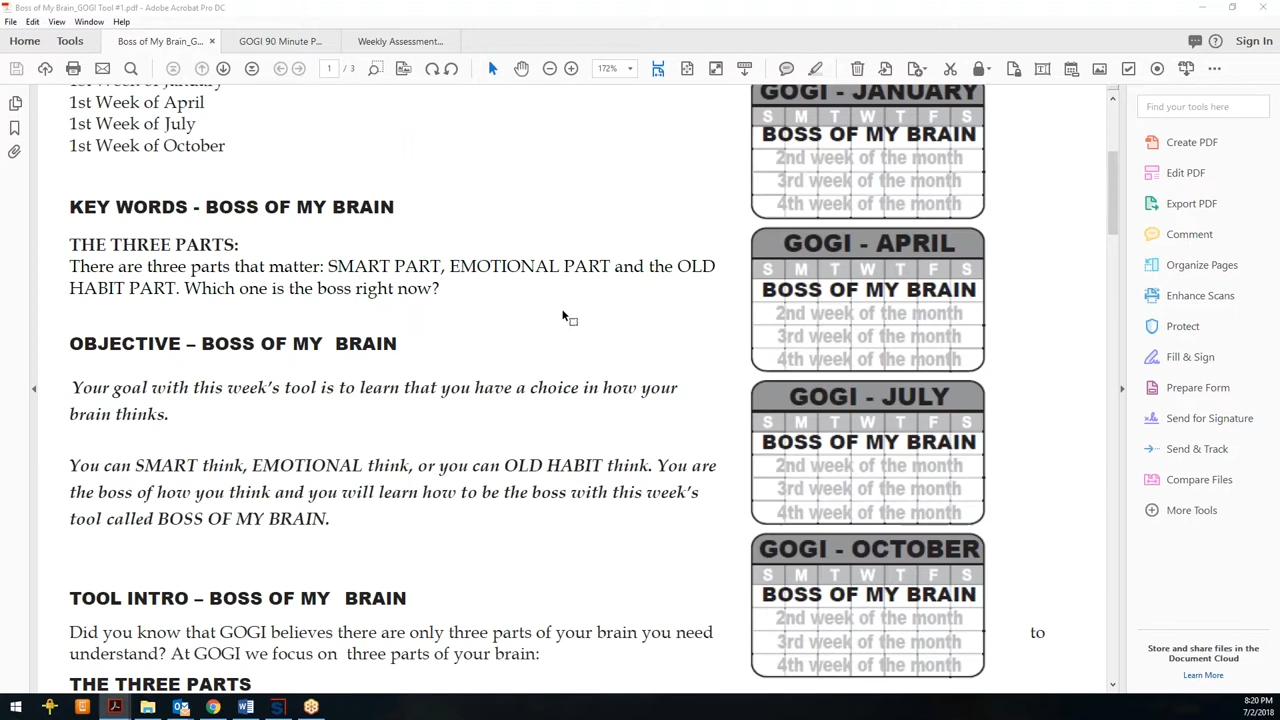 Boss of My Brain_GOGI Tool #1.pdf - Adobe Acrobat Pro DC
File Edit View Window Help
Home Tools Boss of My Brain_G... × GOGI 90 Minute P... Weekly Assessment...
Sign In
1 / 3 172%
1st Week of January
1st Week of April
1st Week of July
1st Week of October
KEY WORDS - BOSS OF MY BRAIN
THE THREE PARTS:
There are three parts that matter: SMART PART, EMOTIONAL PART and the OLD
HABIT PART. Which one is the boss right now?
OBJECTIVE – BOSS OF MY BRAIN
Your goal with this week's tool is to learn that you have a choice in how your
brain thinks.
You can SMART think, EMOTIONAL think, or you can OLD HABIT think. You are
the boss of how you think and you will learn how to be the boss with this week's
tool called BOSS OF MY BRAIN.
TOOL INTRO – BOSS OF MY BRAIN
Did you know that GOGI believes there are only three parts of your brain you need to
understand? At GOGI we focus on three parts of your brain:
THE THREE PARTS
GOGI - JANUARY
S M T W T F S
BOSS OF MY BRAIN
2nd week of the month
3rd week of the month
4th week of the month
GOGI - APRIL
S M T W T F S
BOSS OF MY BRAIN
2nd week of the month
3rd week of the month
4th week of the month
GOGI - JULY
S M T W T F S
BOSS OF MY BRAIN
2nd week of the month
3rd week of the month
4th week of the month
GOGI - OCTOBER
S M T W T F S
BOSS OF MY BRAIN
2nd week of the month
3rd week of the month
4th week of the month
Find your tools here
Create PDF
Edit PDF
Export PDF
Comment
Organize Pages
Enhance Scans
Protect
Fill & Sign
Prepare Form
Send for Signature
Send & Track
Compare Files
More Tools
Store and share files in the
Document Cloud
Learn More
8:20 PM
7/2/2018